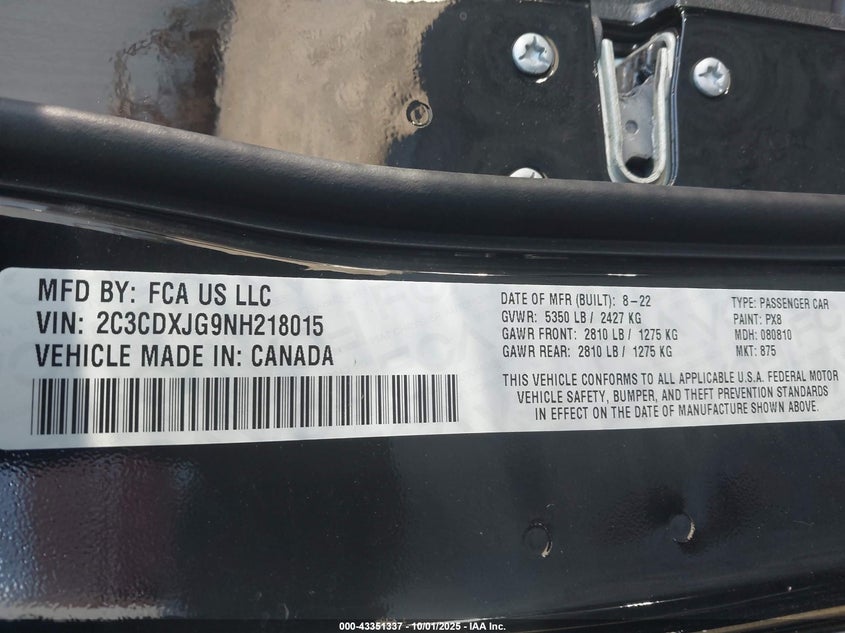 MFD BY: FCA US LLC
VIN: 2C3CDXJG9NH218015
VEHICLE MADE IN: CANADA
DATE OF MFR (BUILT): 8-22
GVWR: 5350 LB / 2427 KG
GAWR FRONT: 2810 LB / 1275 KG
GAWR REAR: 2810 LB / 1275 KG
TYPE: PASSENGER CAR
PAINT: PX8
MDH: 080810
MKT: 875
THIS VEHICLE CONFORMS TO ALL APPLICABLE U.S.A. FEDERAL MOTOR
VEHICLE SAFETY, BUMPER, AND THEFT PREVENTION STANDARDS
IN EFFECT ON THE DATE OF MANUFACTURE SHOWN ABOVE.
000-43351337 - 10/01/2025 - IAA Inc.